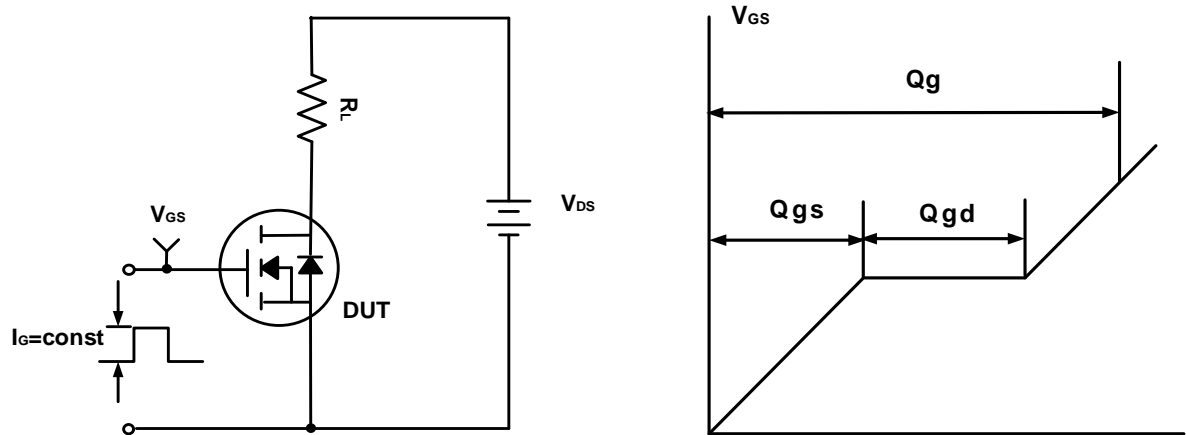 RL
VGS
VDS
DUT
IG=const
VGS
Qg
Qgs
Qgd